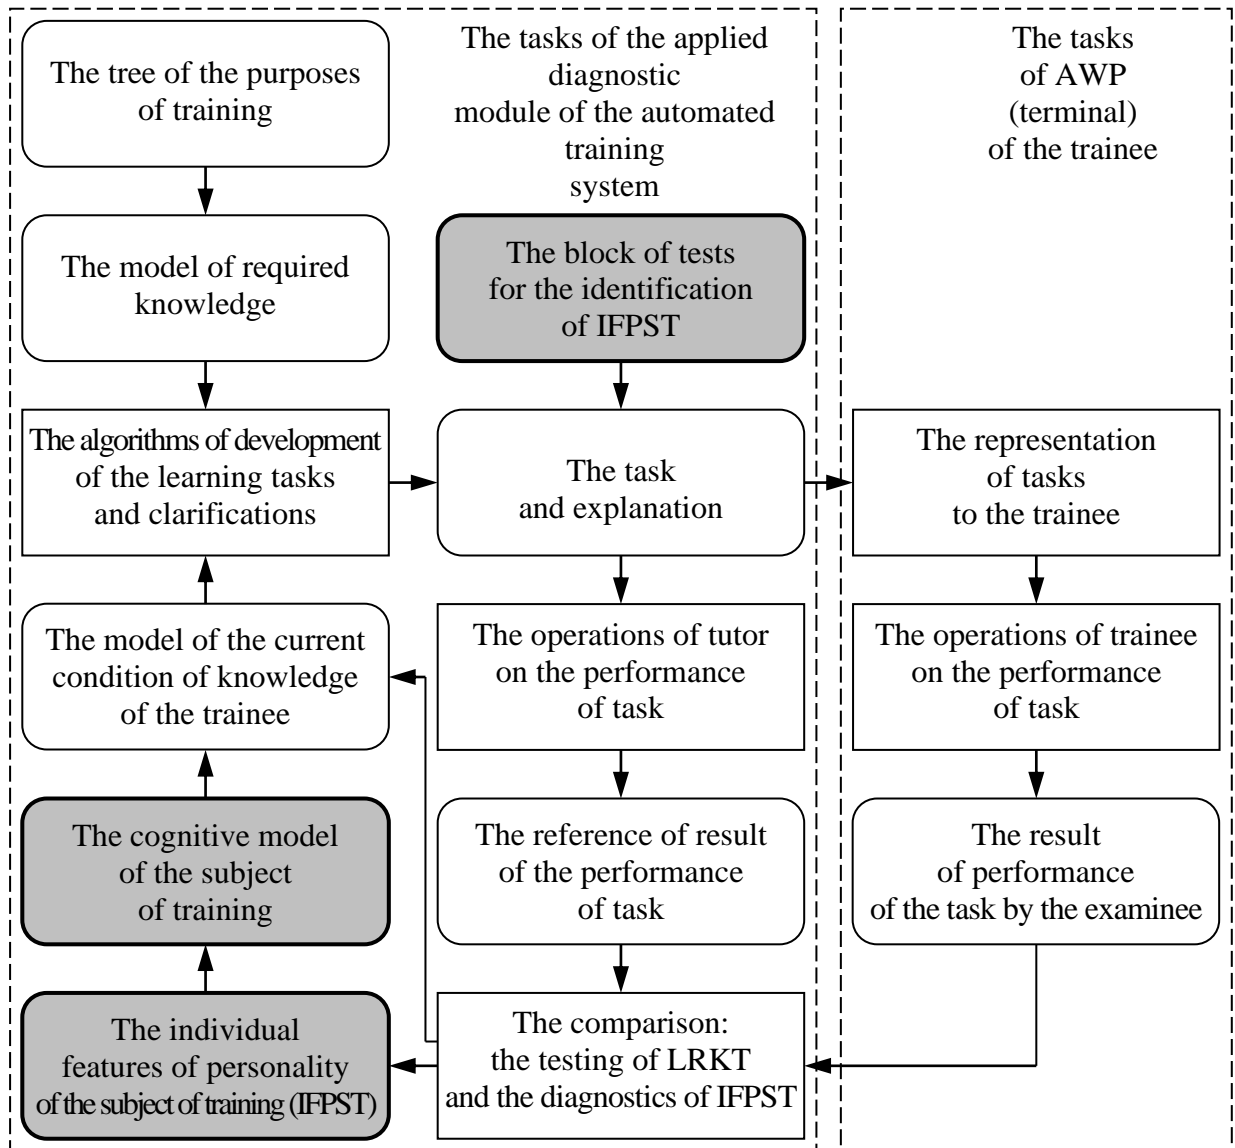 The tree of the purposes
of training
The tasks of the applied
diagnostic
module of the automated
training
system
The tasks
of AWP
(terminal)
of the trainee
The model of required
knowledge
The block of tests
for the identification
of IFPST
The algorithms of development
of the learning tasks
and clarifications
The task
and explanation
The representation
of tasks
to the trainee
The model of the current
condition of knowledge
of the trainee
The operations of tutor
on the performance
of task
The operations of trainee
on the performance
of task
The cognitive model
of the subject
of training
The reference of result
of the performance
of task
The result
of performance
of the task by the examinee
The individual
features of personality
of the subject of training (IFPST)
The comparison:
the testing of LRKT
and the diagnostics of IFPST